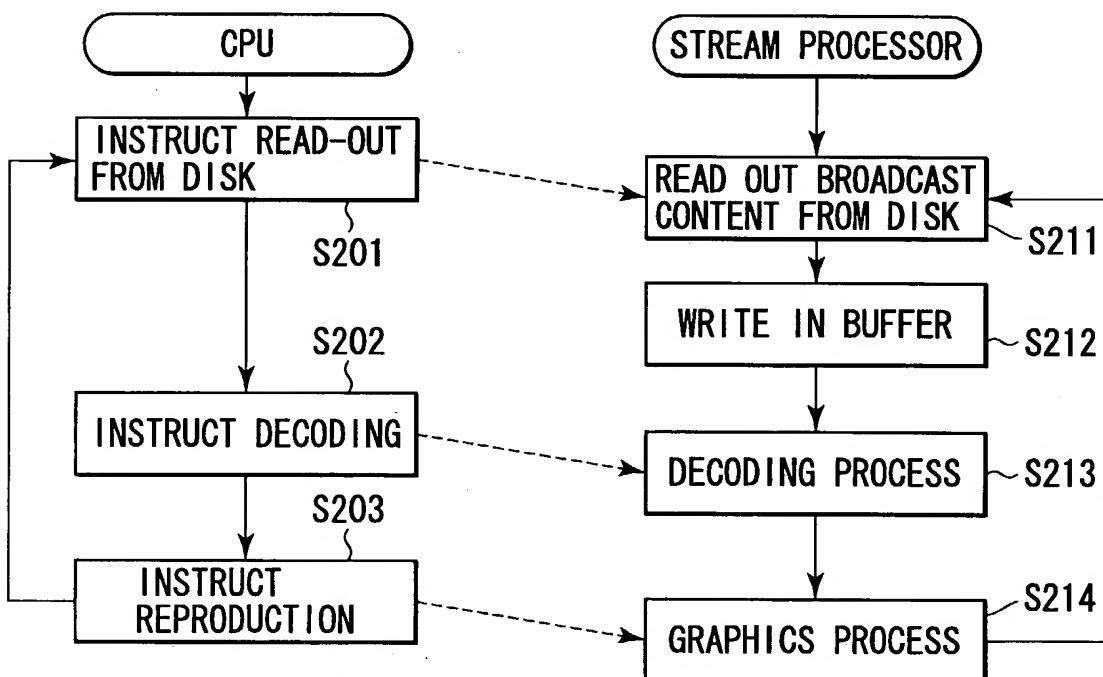 CPU
INSTRUCT READ-OUT
FROM DISK
S201
S202
INSTRUCT DECODING
S203
INSTRUCT
REPRODUCTION
STREAM PROCESSOR
READ OUT BROADCAST
CONTENT FROM DISK
S211
WRITE IN BUFFER
S212
DECODING PROCESS
S213
S214
GRAPHICS PROCESS